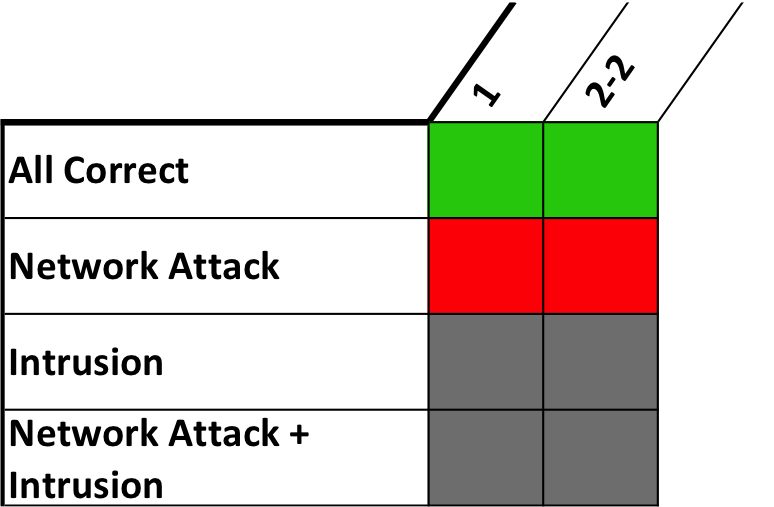 1
2-2
All Correct
Network Attack
Intrusion
Network Attack +
Intrusion